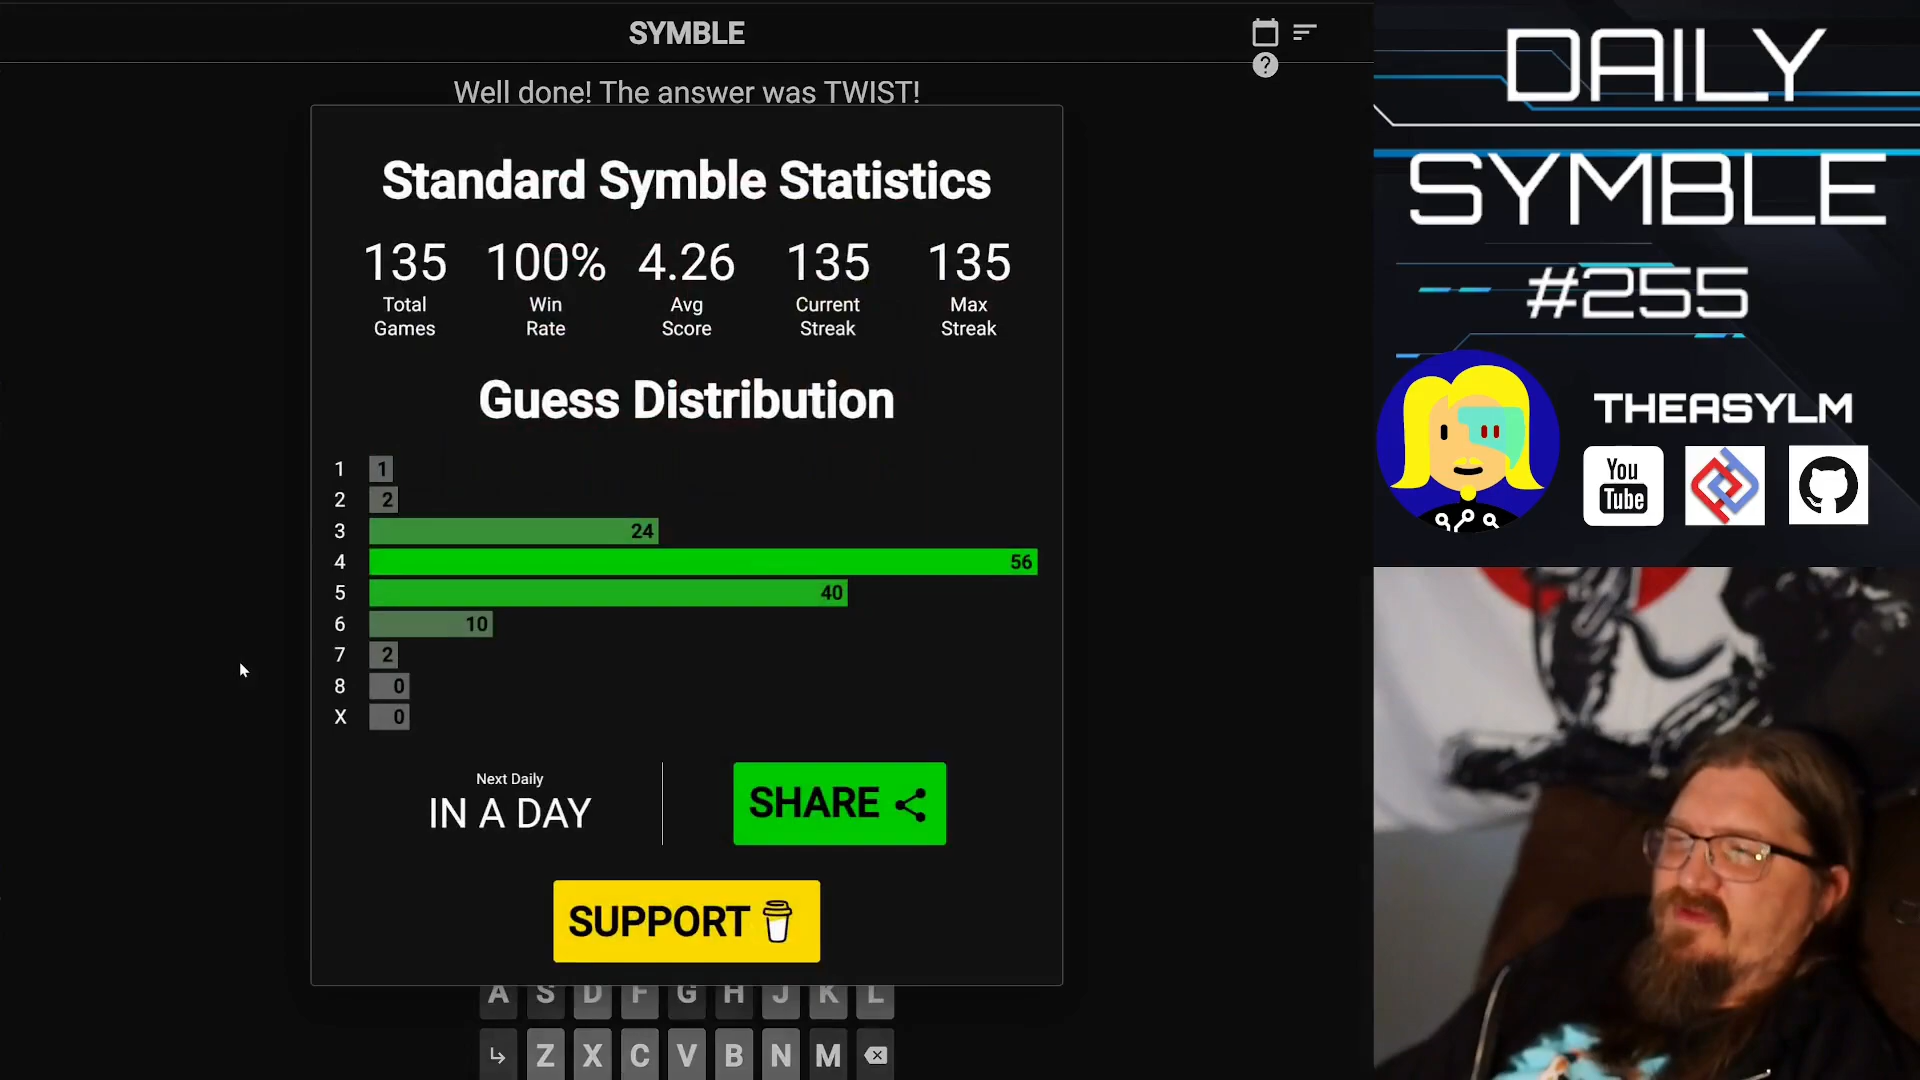 SYMBLE
?
Well done! The answer was TWIST!
Standard Symble Statistics
135 100% 4.26 135 135
Total Games Win Rate Avg Score Current Streak Max Streak
Guess Distribution
1 1
2 2
3 24
4 56
5 40
6 10
7 2
8 0
X 0
Next Daily
IN A DAY
SHARE
SUPPORT
A S D F G H J K L
Z X C V B N M
DAILY
SYMBLE
#255
THEASYLM
You
Tube